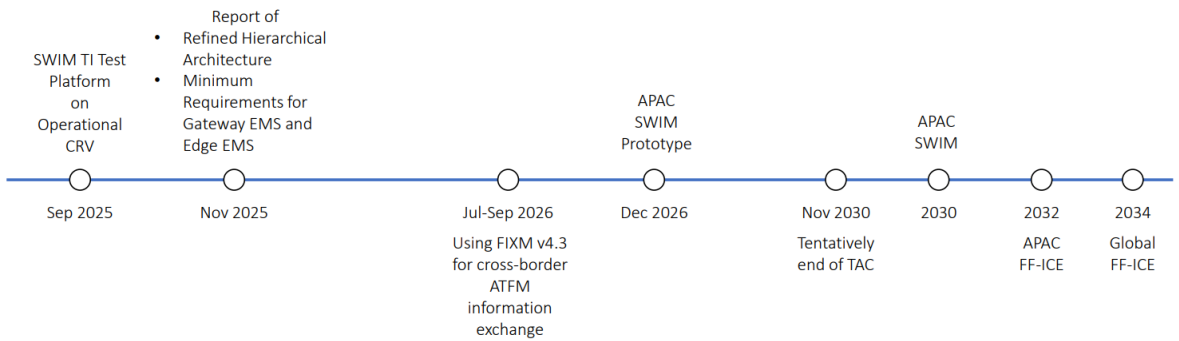 SWIM TI Test
Platform
on
Operational
CRV
Sep 2025
Report of
• Refined Hierarchical
Architecture
• Minimum
Requirements for
Gateway EMS and
Edge EMS
Nov 2025
Jul-Sep 2026
Using FIXM v4.3
for cross-border
ATFM
information
exchange
APAC
SWIM
Prototype
Dec 2026
Nov 2030
Tentatively
end of TAC
APAC
SWIM
2030
2032
APAC
FF-ICE
2034
Global
FF-ICE